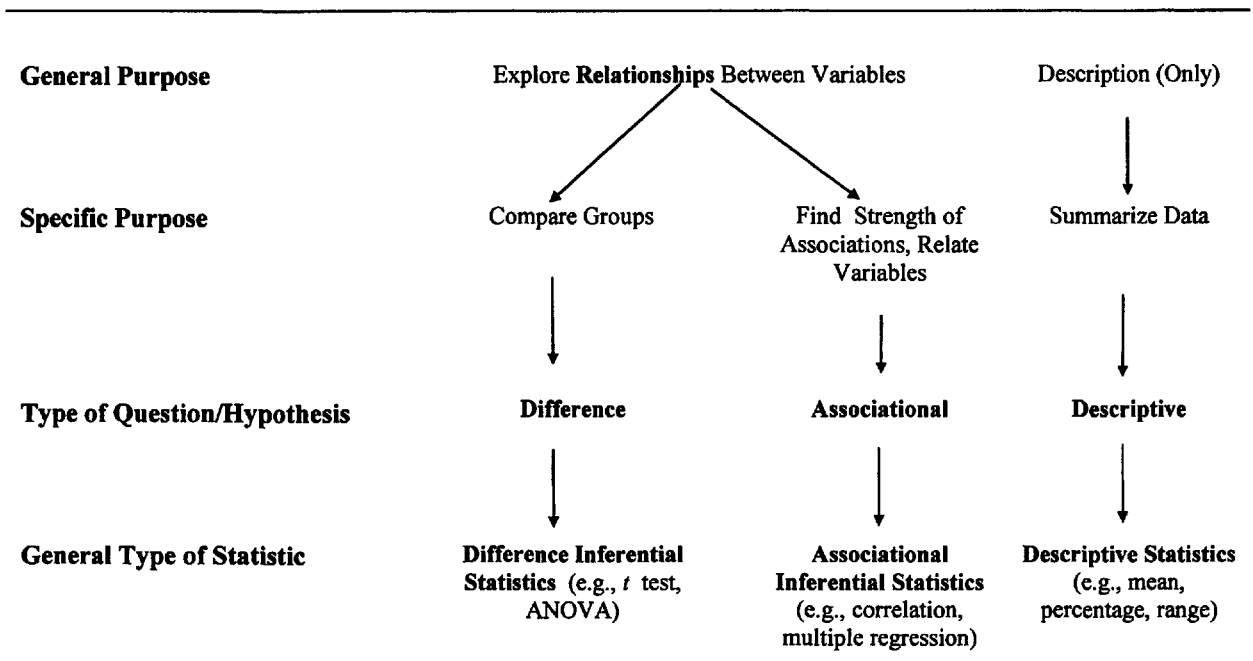 General Purpose
Explore Relationships Between Variables
Description (Only)
Specific Purpose
Compare Groups
Find Strength of
Associations, Relate
Variables
Summarize Data
Type of Question/Hypothesis
Difference
Associational
Descriptive
General Type of Statistic
Difference Inferential
Statistics (e.g., t test,
ANOVA)
Associational
Inferential Statistics
(e.g., correlation,
multiple regression)
Descriptive Statistics
(e.g., mean,
percentage, range)